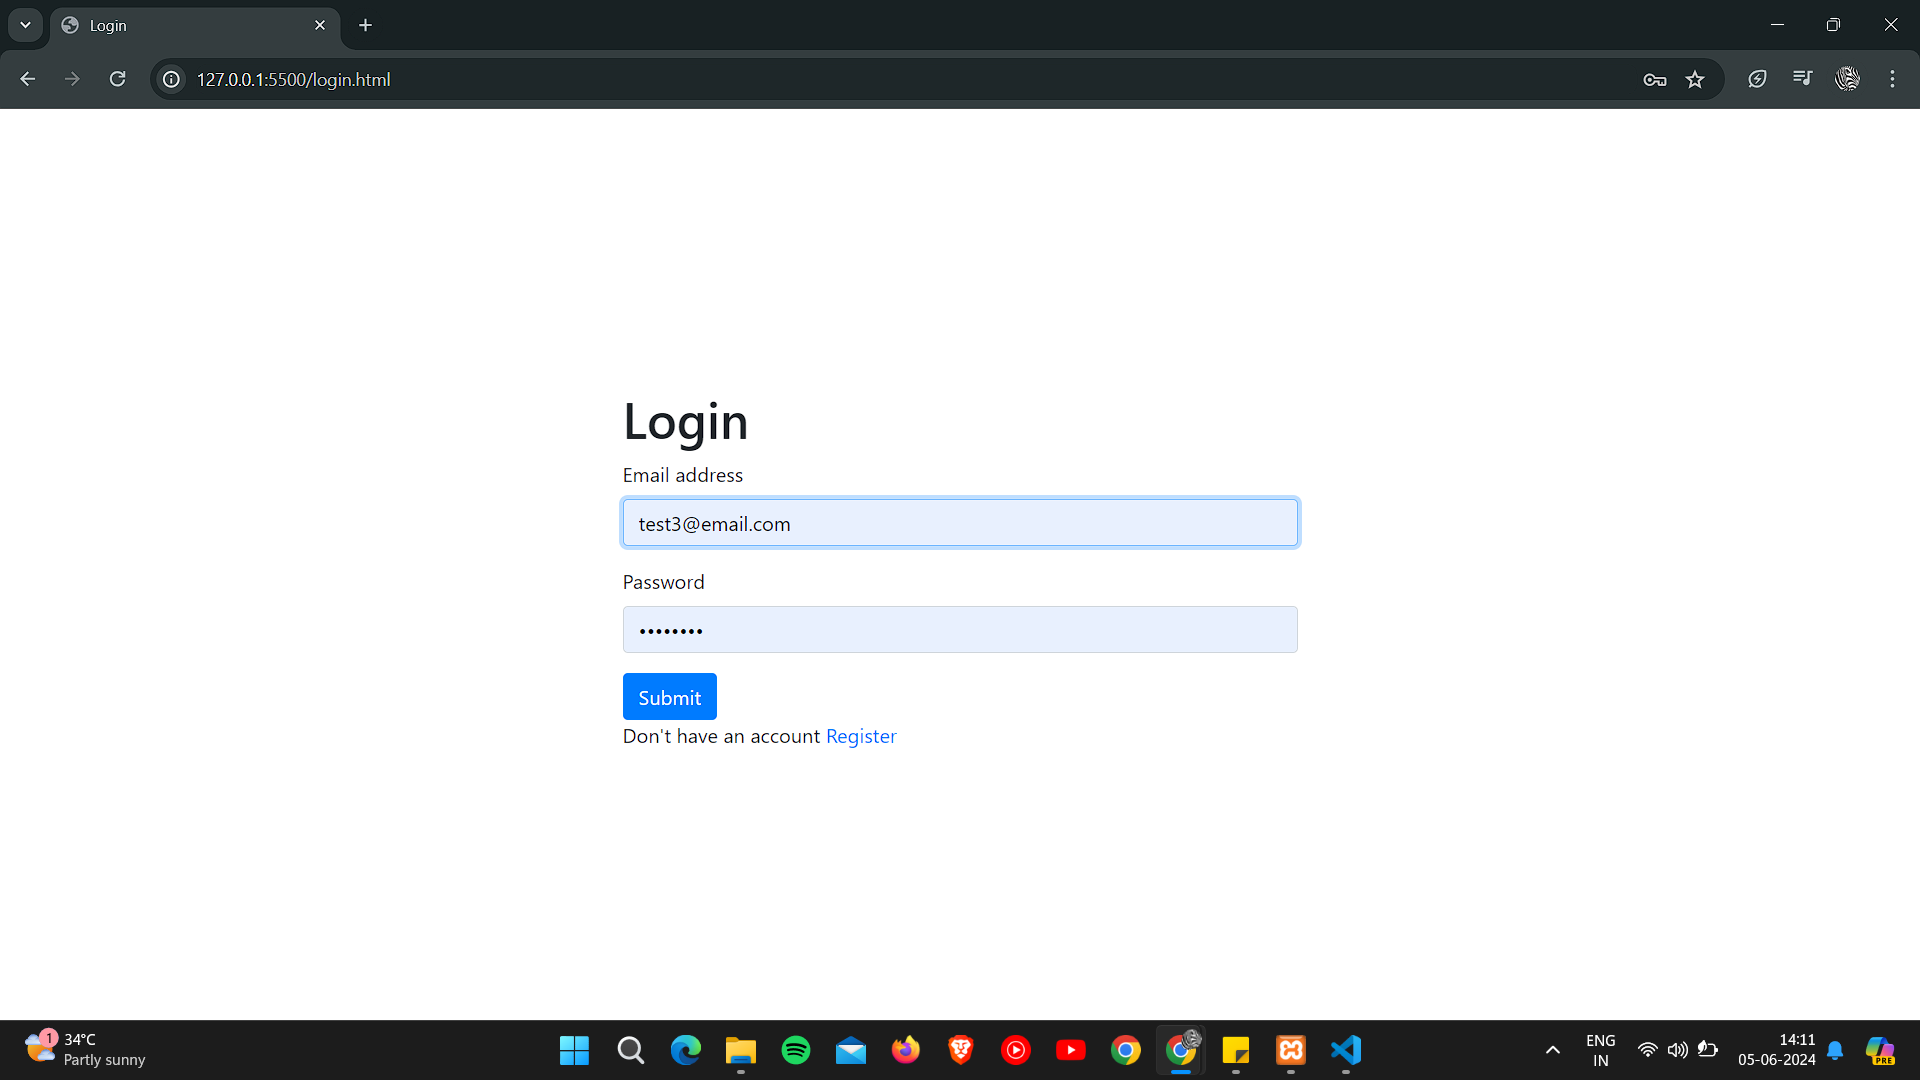 Login
127.0.0.1:5500/login.html
Login
Email address
test3@email.com
Password
••••••••
Submit
Don't have an account Register
1
34°C
Partly sunny
ENG
IN
14:11
05-06-2024
PRE